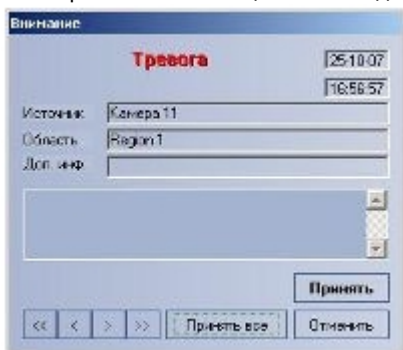 Внимание
Тревога 25-10-07
16:56:57
Источник Камера 11
Область Region 1
Доп. инф.
Принять
<< < > >> Принять все Отменить